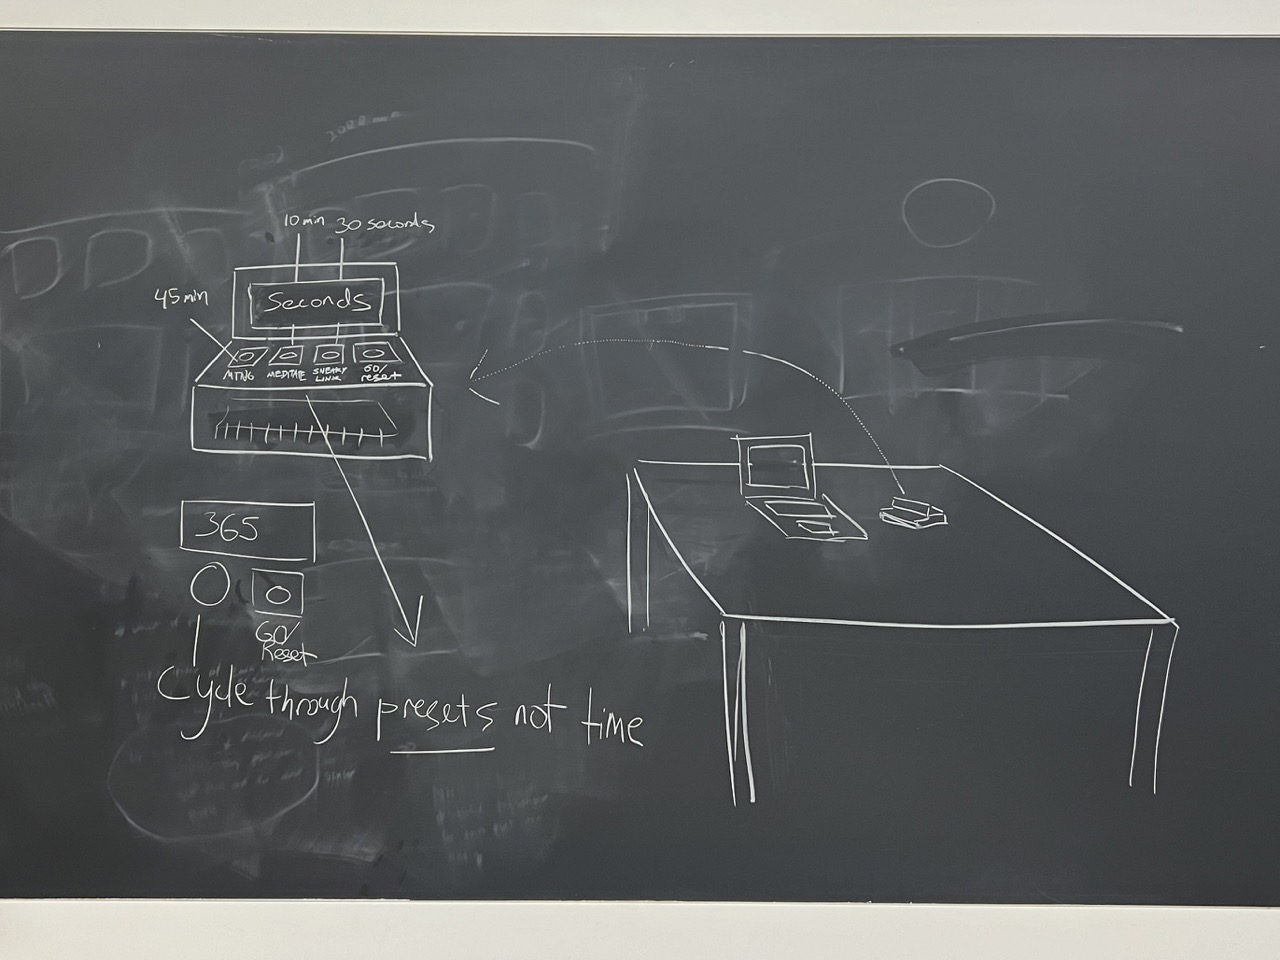 10 min 30 seconds
45 min
Seconds
MTNG MEDITATE SNEAKY LINK GO/ reset
365
GO/
Reset
Cycle through presets not time